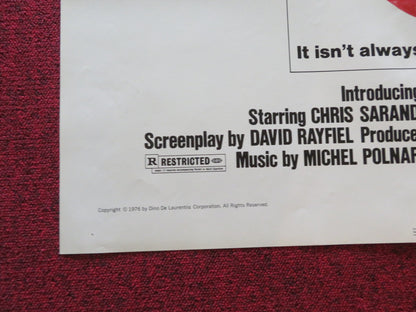 It isn't always
Introducing
Starring CHRIS SARAND
Screenplay by DAVID RAYFIEL Produce
Music by MICHEL POLNAR
R RESTRICTED
Copyright © 1976 by Dino De Laurentiis Corporation. All Rights Reserved.